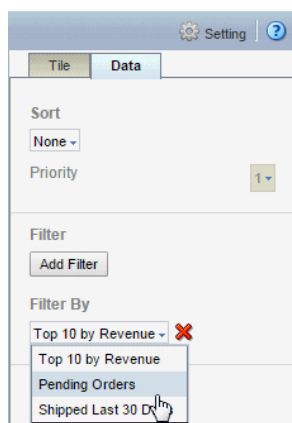 Setting ?
Tile Data
Sort
None
Priority 1
Filter
Add Filter
Filter By
Top 10 by Revenue
Top 10 by Revenue
Pending Orders
Shipped Last 30